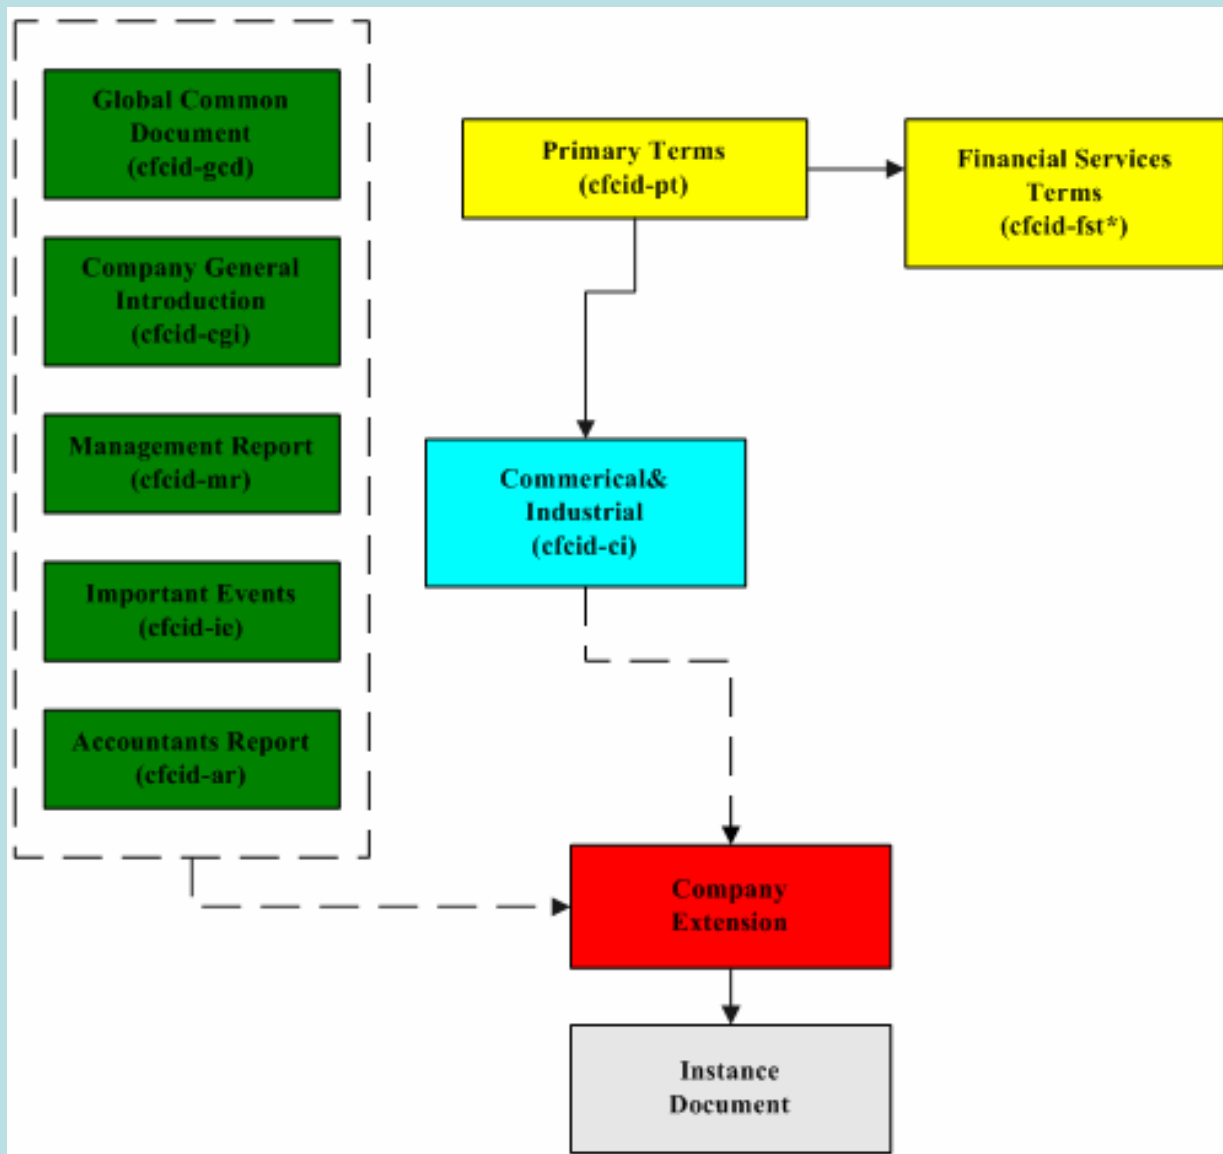 Global Common
Document
(cfcid-gcd)
Company General
Introduction
(cfcid-cgi)
Management Report
(cfcid-mr)
Important Events
(cfcid-ie)
Accountants Report
(cfcid-ar)
Primary Terms
(cfcid-pt)
Financial Services
Terms
(cfcid-fst*)
Commerical&
Industrial
(cfcid-ci)
Company
Extension
Instance
Document